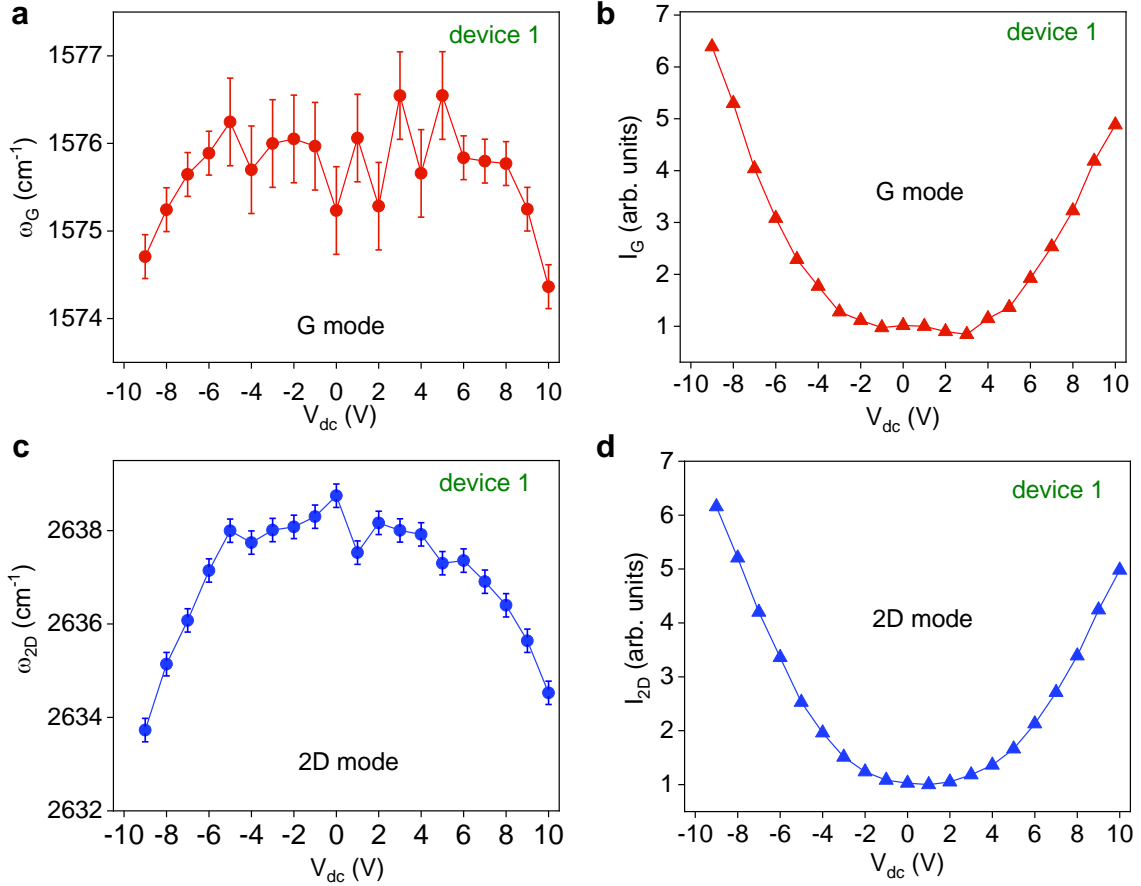 a
device 1
1577
1576
1575
1574
ω_G (cm⁻¹)
G mode
-10 -8 -6 -4 -2 0 2 4 6 8 10
V_dc (V)
b
device 1
7
6
5
4
3
2
1
I_G (arb. units)
G mode
-10 -8 -6 -4 -2 0 2 4 6 8 10
V_dc (V)
c
device 1
2638
2636
2634
2632
ω_2D (cm⁻¹)
2D mode
-10 -8 -6 -4 -2 0 2 4 6 8 10
V_dc (V)
d
device 1
7
6
5
4
3
2
1
I_2D (arb. units)
2D mode
-10 -8 -6 -4 -2 0 2 4 6 8 10
V_dc (V)